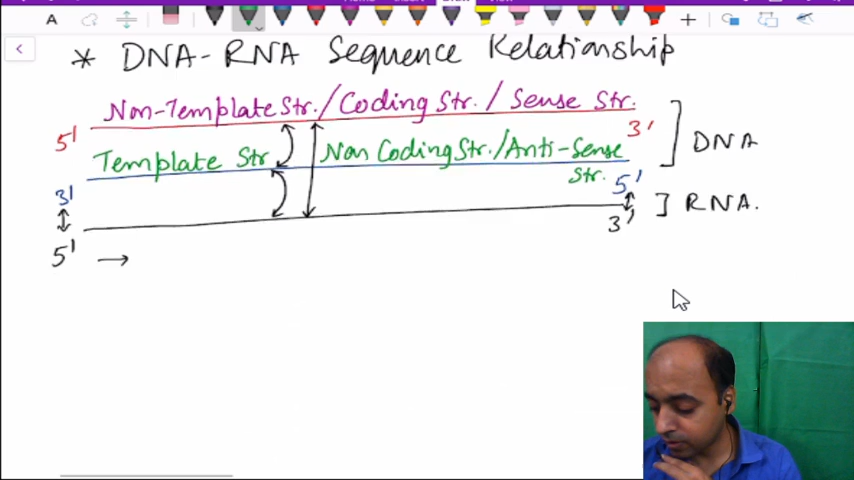 * DNA-RNA Sequence Relationship
Non-Template Str./Coding Str./Sense Str.
5' 3'
Template Str Non Coding Str./Anti-Sense
Str.
DNA
3' 5'
RNA.
5' → 3'